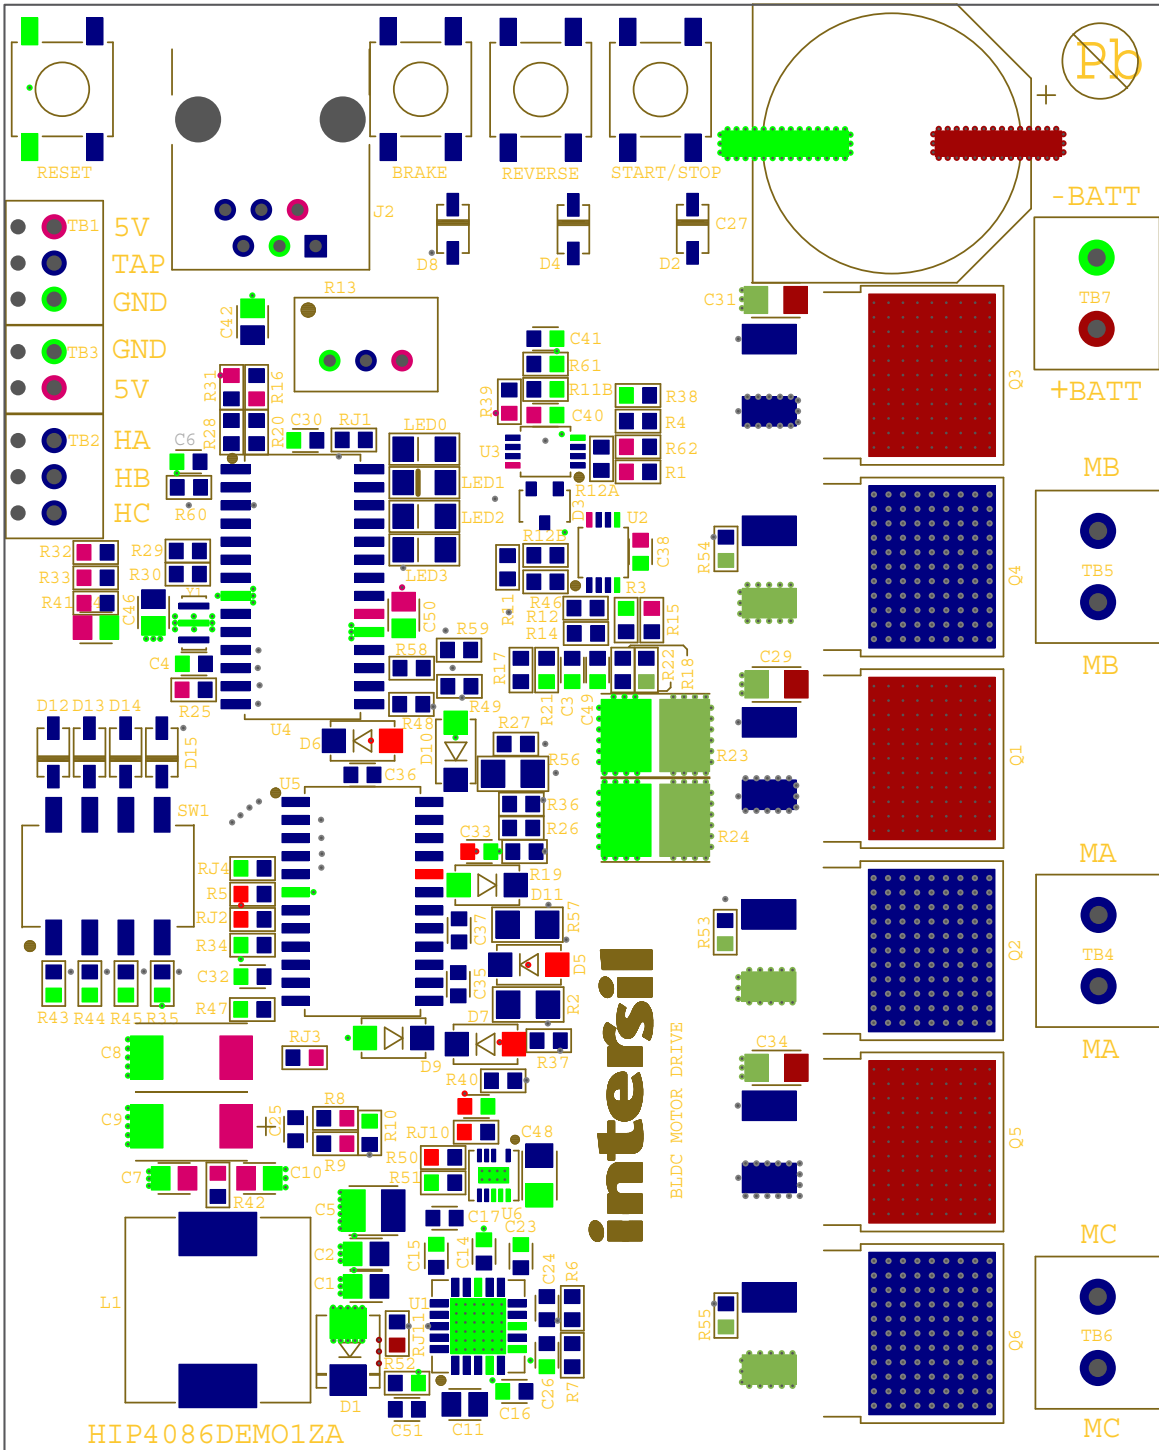 Pb
RESET
BRAKE
REVERSE
START/STOP
J2
-BATT
TB1
5V
TAP
GND
D8
D4
D2
C27
R13
C42
C31
TB7
TB3
GND
5V
C41
R61
R31
R16
R39
R11B
Q3
+BATT
C40
R38
R4
R28
R20
C30
RJ1
LED0
TB2
HA
C6
U3
R62
R1
HB
LED1
R12A
MB
HC
R60
LED2
D3
U2
R12B
R32
R29
LED3
C38
R54
R33
R30
R11
R46
R3
Q4
TB5
R41
C46
Y1
C50
R12
R15
R14
R59
C4
R58
R17
R22
R18
C29
MB
R25
R49
R21
C3
C49
D12
D13
D14
R48
D15
U4
D6
D10
R27
R56
R23
Q1
C36
U5
SW1
R36
R26
R24
C33
MA
RJ4
R19
R5
D11
RJ2
R57
R34
C37
R53
Q2
TB4
C32
C35
D5
R43
R44
R45
R35
R47
R2
D7
intersil
BLDC MOTOR DRIVE
C8
RJ3
D9
R37
C34
MA
R40
C9
C25
R8
R10
RJ10
C48
R9
R50
Q5
C7
C10
R51
R42
C5
C17
U6
C23
MC
C2
C15
C14
C24
R6
L1
C1
U1
RJ11
R55
Q6
TB6
R52
C26
R7
D1
C51
C11
C16
HIP4086DEMO1ZA
MC